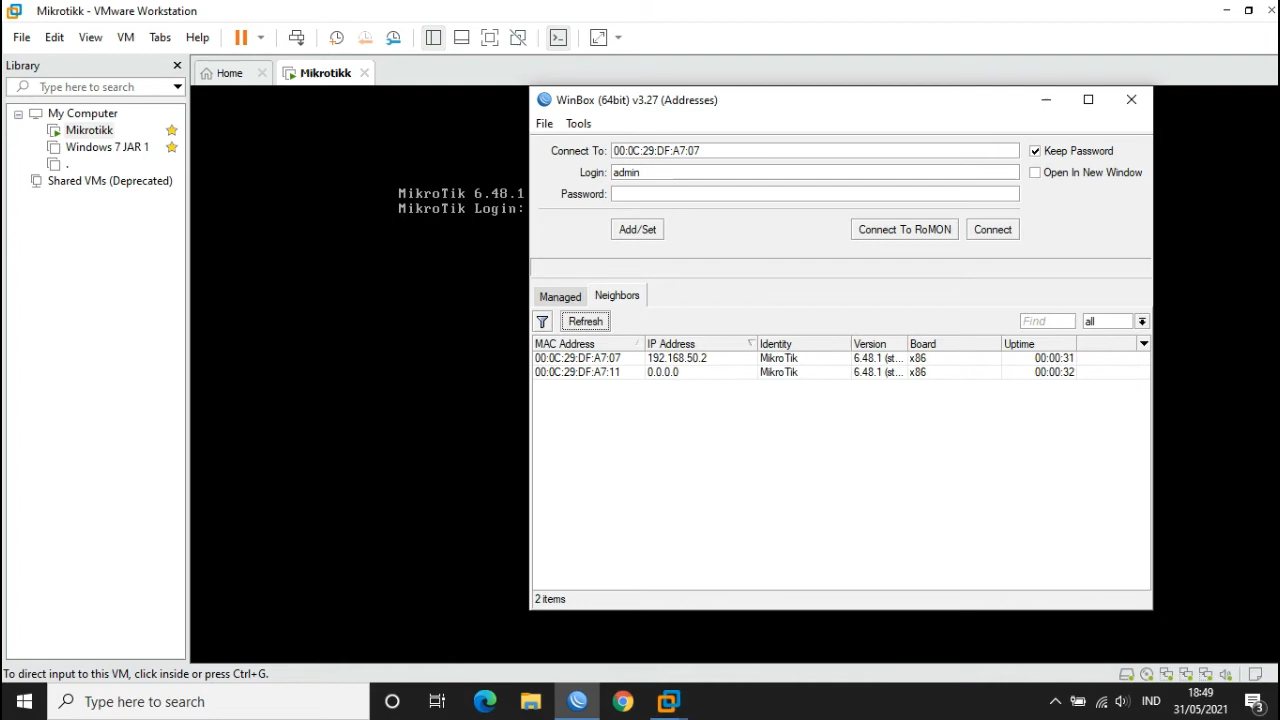 Mikrotikk - VMware Workstation
File Edit View VM Tabs Help
Library
Type here to search
My Computer
Mikrotikk
Windows 7 JAR 1
.
Shared VMs (Deprecated)
Home
Mikrotikk
MikroTik 6.48.1
MikroTik Login:
WinBox (64bit) v3.27 (Addresses)
File Tools
Connect To: 00:0C:29:DF:A7:07
Keep Password
Login: admin
Open In New Window
Password:
Add/Set Connect To RoMON Connect
Managed Neighbors
Refresh Find all
MAC Address IP Address Identity Version Board Uptime
00:0C:29:DF:A7:07 192.168.50.2 MikroTik 6.48.1 (st... x86 00:00:31
00:0C:29:DF:A7:11 0.0.0.0 MikroTik 6.48.1 (st... x86 00:00:32
2 items
To direct input to this VM, click inside or press Ctrl+G.
Type here to search
IND
18:49
31/05/2021
3